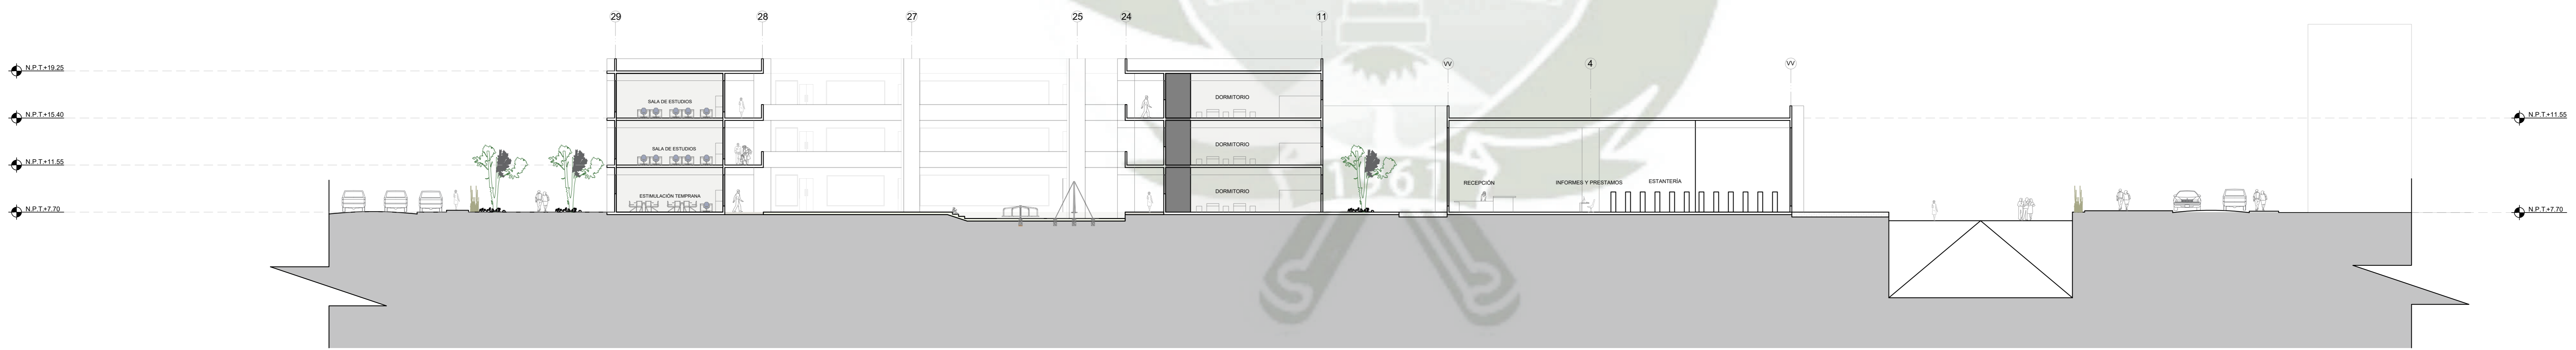 29
28
27
25
24
11
N.P.T.+19.25
VV
4
VV
SALA DE ESTUDIOS
DORMITORIO
N.P.T.+15.40
N.P.T.+11.55
SALA DE ESTUDIOS
DORMITORIO
N.P.T.+11.55
1961
RECEPCIÓN
INFORMES Y PRESTAMOS
ESTANTERÍA
ESTIMULACIÓN TEMPRANA
DORMITORIO
N.P.T.+7.70
N.P.T.+7.70